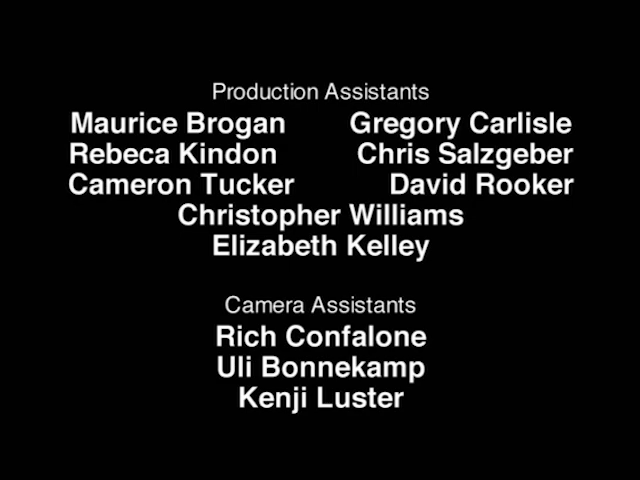 Production Assistants
Maurice Brogan Gregory Carlisle
Rebeca Kindon Chris Salzgeber
Cameron Tucker David Rooker
Christopher Williams
Elizabeth Kelley
Camera Assistants
Rich Confalone
Uli Bonnekamp
Kenji Luster